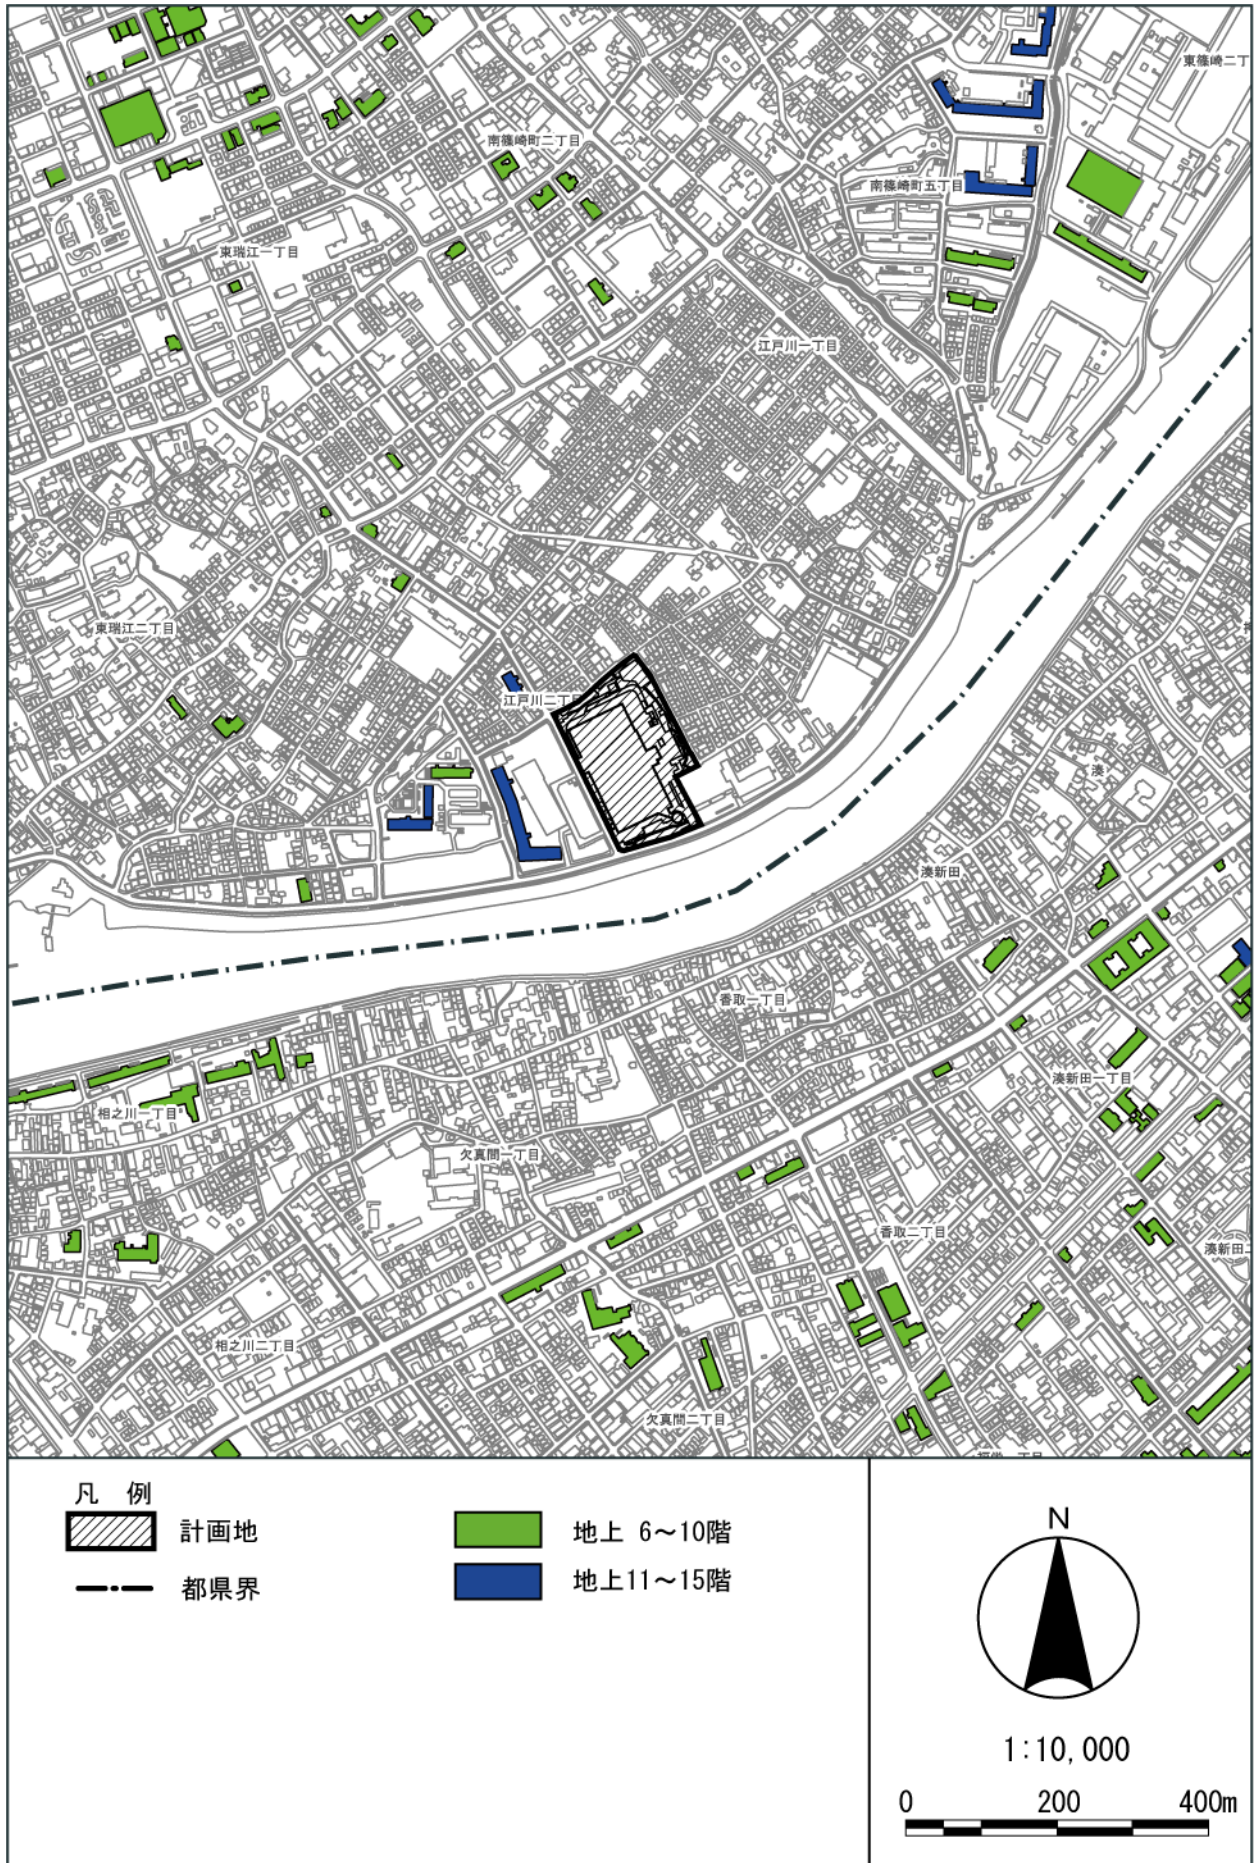 東篠崎二丁
南篠崎町二丁目
南篠崎町五丁目
東瑞江一丁目
江戸川一丁目
東瑞江二丁目
江戸川二丁目
湊
湊新田
香取一丁目
湊新田一丁目
相之川一丁目
欠真間一丁目
香取二丁目
湊新田二
相之川二丁目
欠真間二丁目
凡 例
計画地
都県界
地上 6～10階
地上11～15階
N
1:10,000
0 200 400m